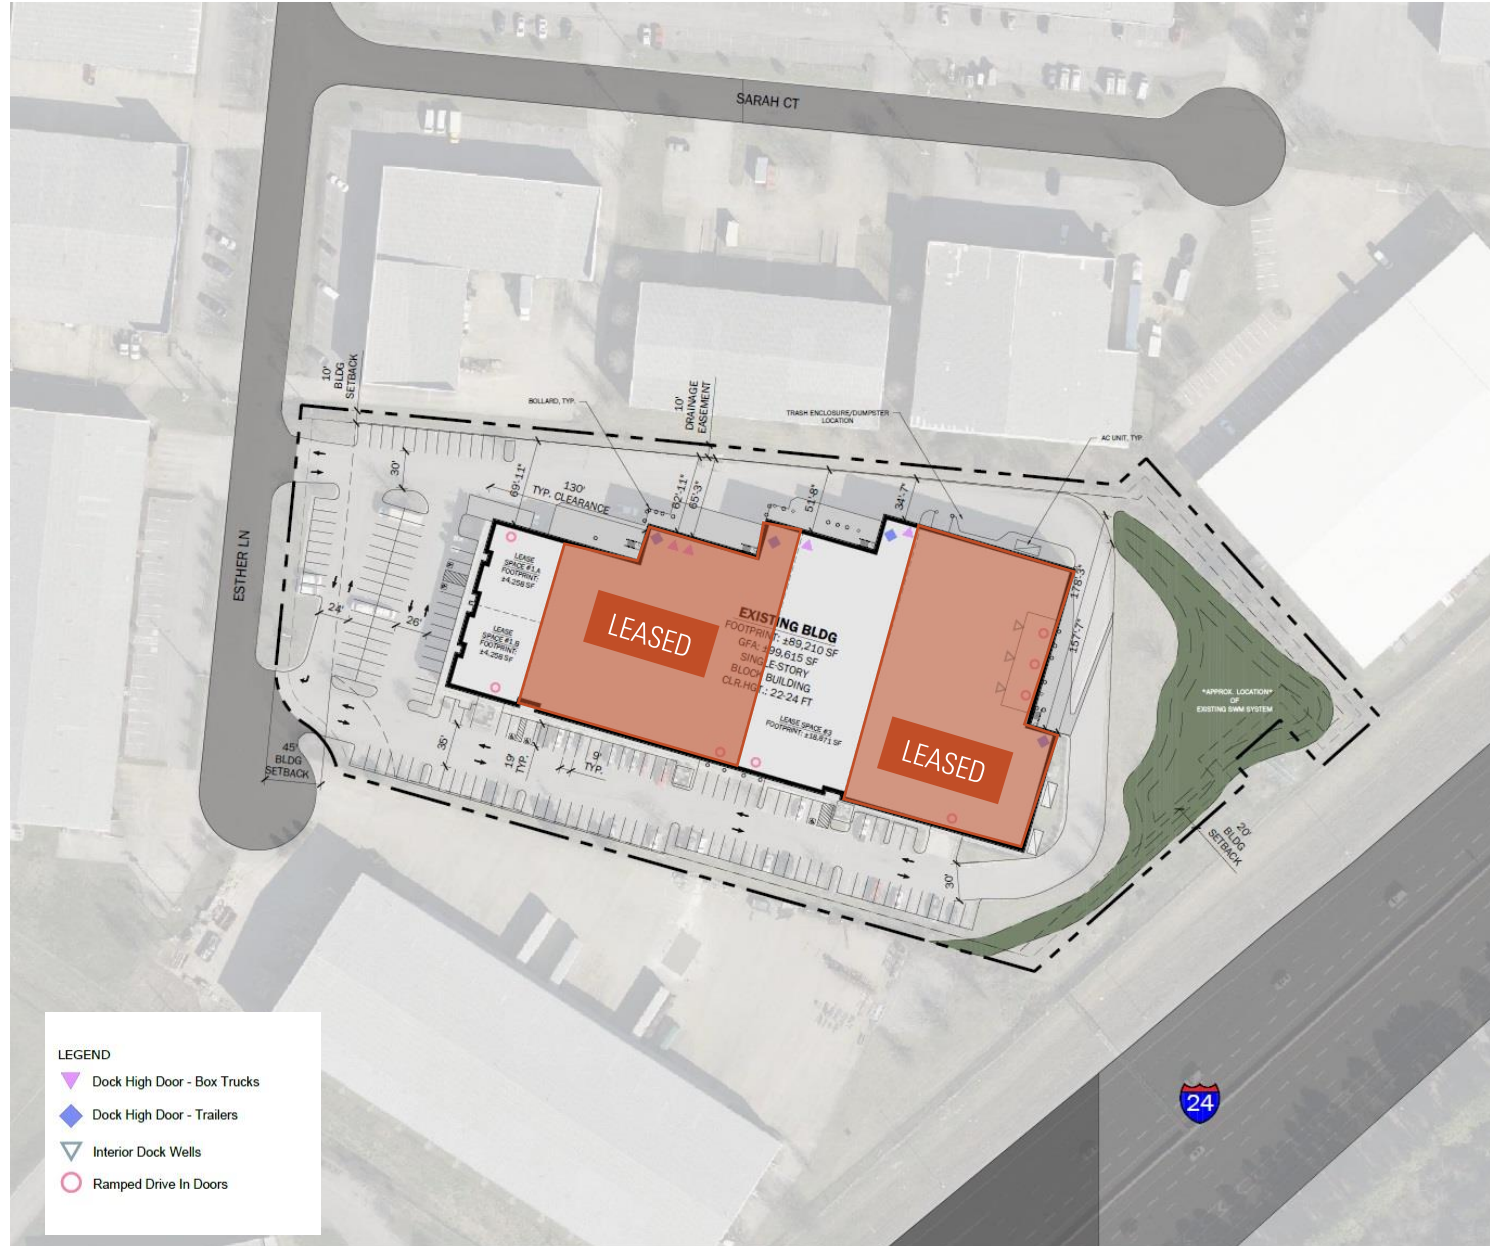 SARAH CT
10'
BLDG
SETBACK
BOLLARD, TYP.
10'
DRAINAGE
EASEMENT
TRASH ENCLOSURE/DUMPSTER
LOCATION
AC UNIT, TYP.
30'
69'-11"
130'
TYP. CLEARANCE
62'-11"
65'-3"
51'-8"
34'-7"
ESTHER LN
24'
26'
LEASE
SPACE #1.A
FOOTPRINT:
±4,258 SF
LEASE
SPACE #1.B
FOOTPRINT:
±4,258 SF
LEASED
EXISTING BLDG
FOOTPRINT: ±89,210 SF
GFA: ±99,615 SF
SINGLE-STORY
BLOCK BUILDING
CLR.HGT.: 22-24 FT
LEASE SPACE #3
FOOTPRINT: ±18,871 SF
LEASED
178'-3"
157'-7"
*APPROX. LOCATION*
OF
EXISTING SWM SYSTEM
45'
BLDG
SETBACK
35'
19'
TYP.
9'
TYP.
30'
20'
BLDG
SETBACK
24
LEGEND
Dock High Door - Box Trucks
Dock High Door - Trailers
Interior Dock Wells
Ramped Drive In Doors